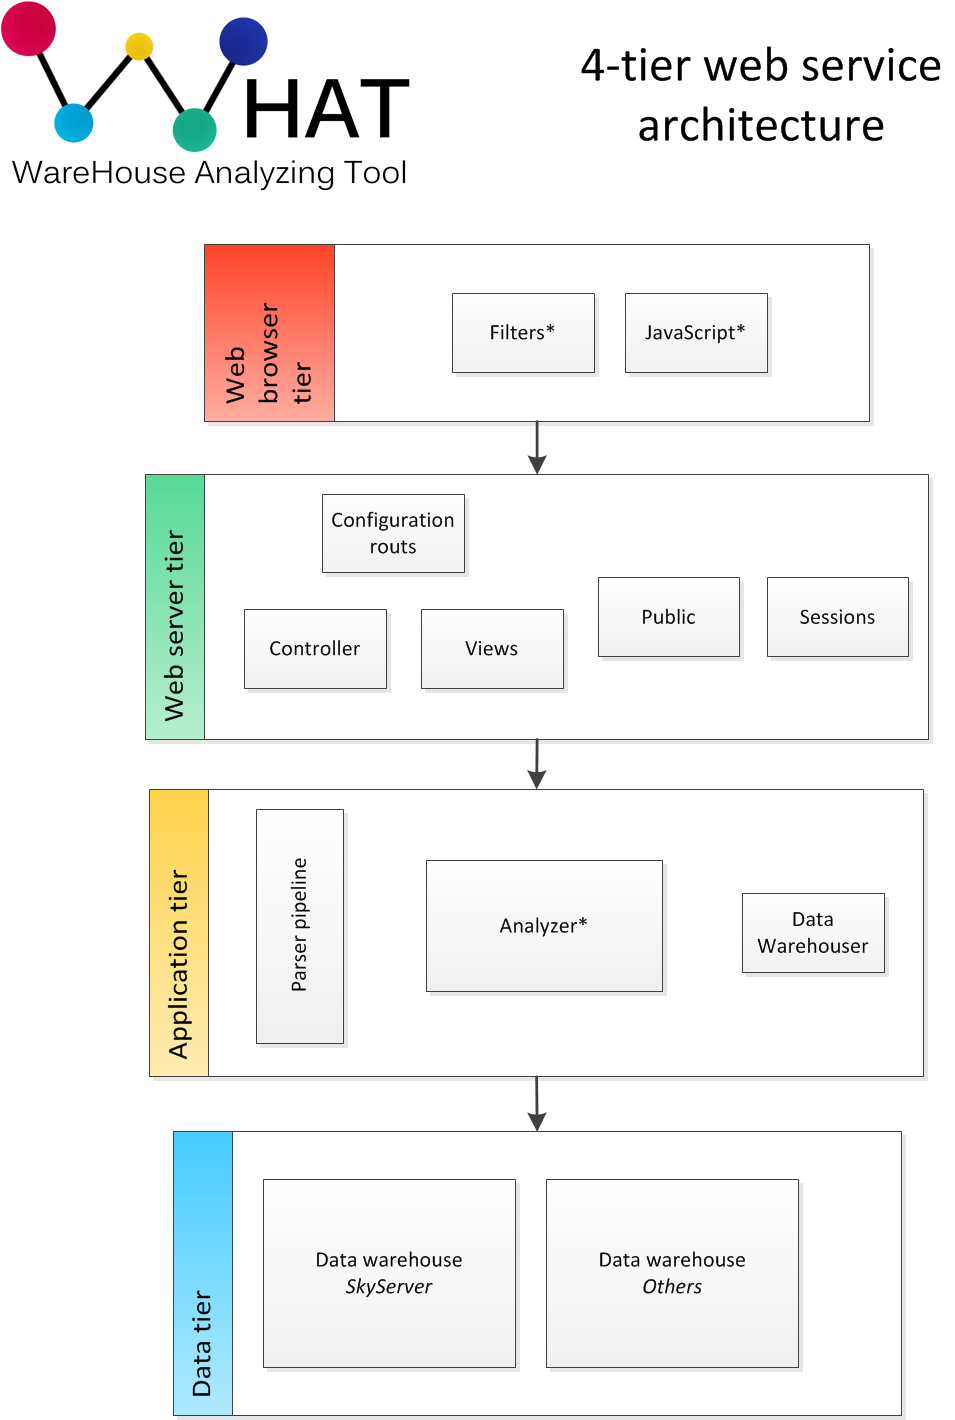 HAT
WareHouse Analyzing Tool
4-tier web service
architecture
Web
browser
tier
Filters*
JavaScript*
Web server tier
Configuration
routs
Controller
Views
Public
Sessions
Application tier
Parser pipeline
Analyzer*
Data
Warehouser
Data tier
Data warehouse
SkyServer
Data warehouse
Others